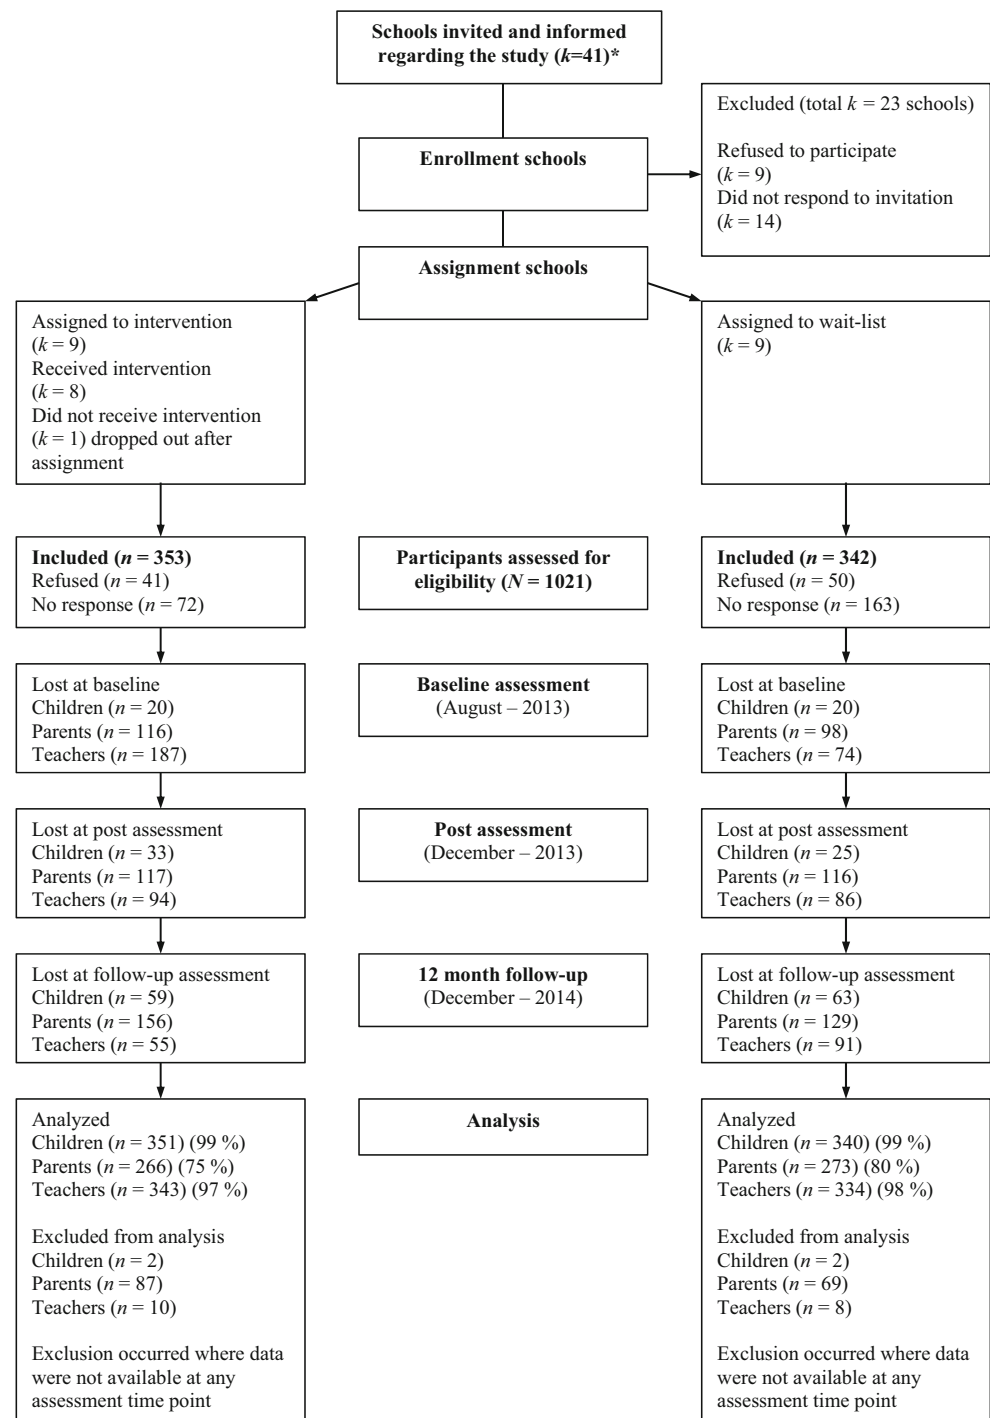 Schools invited and informed
regarding the study (k=41)*
Excluded (total k = 23 schools)
Refused to participate
(k = 9)
Did not respond to invitation
(k = 14)
Enrollment schools
Assignment schools
Assigned to intervention
(k = 9)
Received intervention
(k = 8)
Did not receive intervention
(k = 1) dropped out after
assignment
Assigned to wait-list
(k = 9)
Included (n = 353)
Refused (n = 41)
No response (n = 72)
Participants assessed for
eligibility (N = 1021)
Included (n = 342)
Refused (n = 50)
No response (n = 163)
Lost at baseline
Children (n = 20)
Parents (n = 116)
Teachers (n = 187)
Baseline assessment
(August – 2013)
Lost at baseline
Children (n = 20)
Parents (n = 98)
Teachers (n = 74)
Lost at post assessment
Children (n = 33)
Parents (n = 117)
Teachers (n = 94)
Post assessment
(December – 2013)
Lost at post assessment
Children (n = 25)
Parents (n = 116)
Teachers (n = 86)
Lost at follow-up assessment
Children (n = 59)
Parents (n = 156)
Teachers (n = 55)
12 month follow-up
(December – 2014)
Lost at follow-up assessment
Children (n = 63)
Parents (n = 129)
Teachers (n = 91)
Analyzed
Children (n = 351) (99 %)
Parents (n = 266) (75 %)
Teachers (n = 343) (97 %)
Excluded from analysis
Children (n = 2)
Parents (n = 87)
Teachers (n = 10)
Exclusion occurred where data
were not available at any
assessment time point
Analysis
Analyzed
Children (n = 340) (99 %)
Parents (n = 273) (80 %)
Teachers (n = 334) (98 %)
Excluded from analysis
Children (n = 2)
Parents (n = 69)
Teachers (n = 8)
Exclusion occurred where data
were not available at any
assessment time point